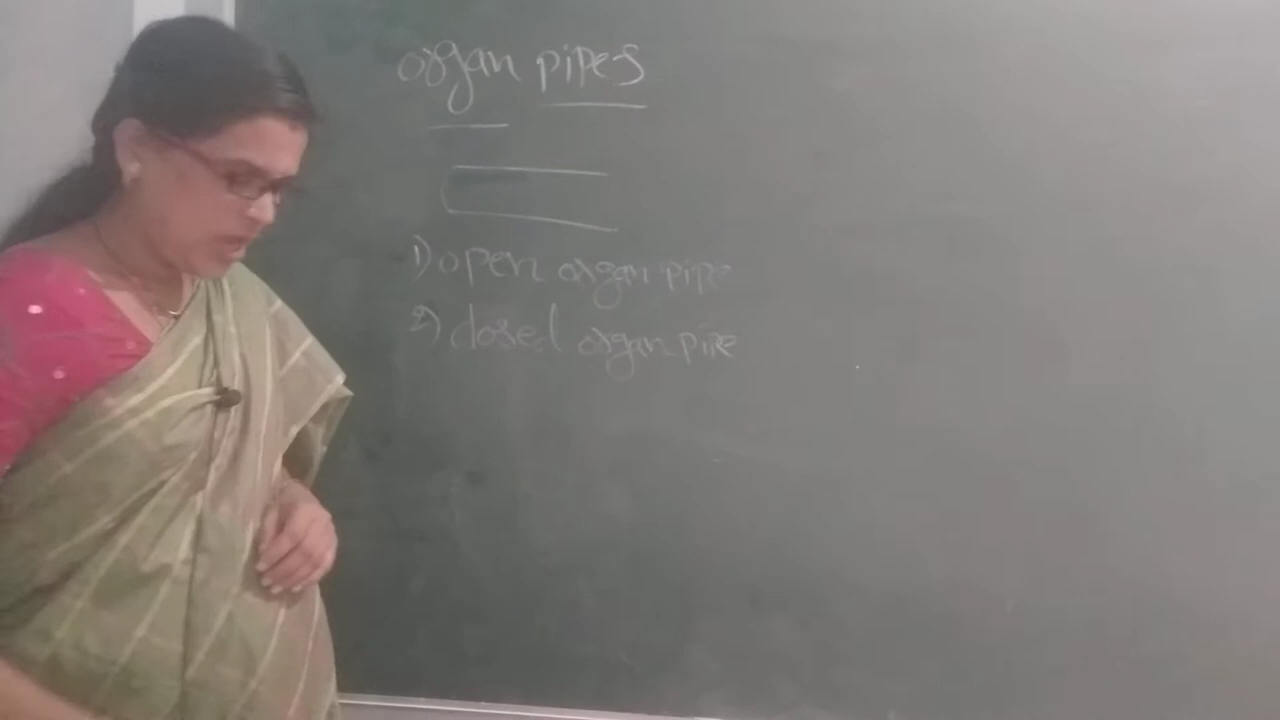 organ pipes
1) open organ pipe
2) closed organ pipe